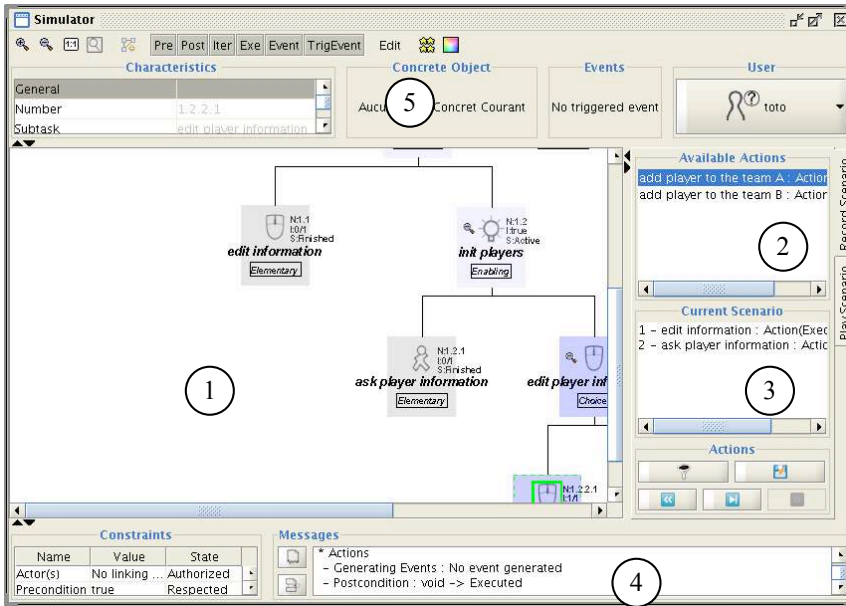 Simulator
1:1 Pre Post Iter Exe Event TrigEvent Edit
Characteristics
General
Number 1.2.2.1
Subtask edit player information
Concrete Object
Aucu Concret Courant
5
Events
No triggered event
User
toto
N:1.1
I:0/1
S:Finished
edit information
Elementary
N:1.2
I:true
S:Active
init players
Enabling
N:1.2.1
I:0/1
S:Finished
ask player information
Elementary
edit player inf
Choice
N:1.2.2.1
I:1/1
1
Available Actions
add player to the team A : Action
add player to the team B : Action
2
Current Scenario
1 - edit information : Action(Exec
2 - ask player information : Actic
3
Actions
Record Scenario
Play Scenario
Constraints
Name Value State
Actor(s) No linking ... Authorized
Precondition true Respected
Messages
* Actions
- Generating Events : No event generated
- Postcondition : void -> Executed
4